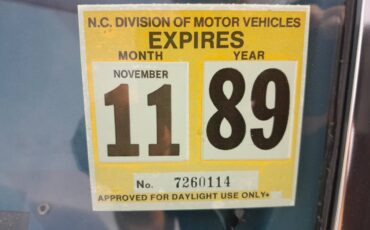 N.C. DIVISION OF MOTOR VEHICLES
EXPIRES
MONTH YEAR
NOVEMBER
11 89
No. 7260114
APPROVED FOR DAYLIGHT USE ONLY*